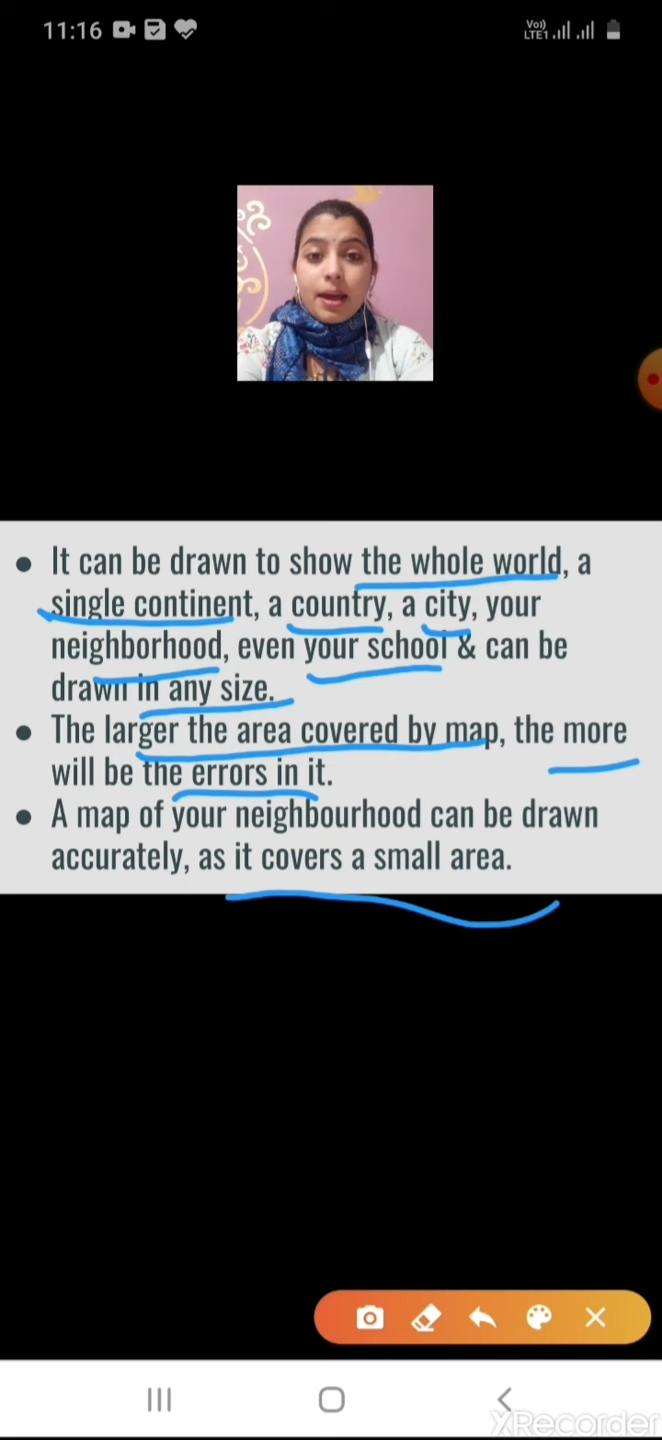 11:16
Vo))
LTE1
• It can be drawn to show the whole world, a
single continent, a country, a city, your
neighborhood, even your school & can be
drawn in any size.
• The larger the area covered by map, the more
will be the errors in it.
• A map of your neighbourhood can be drawn
accurately, as it covers a small area.
XRecorder